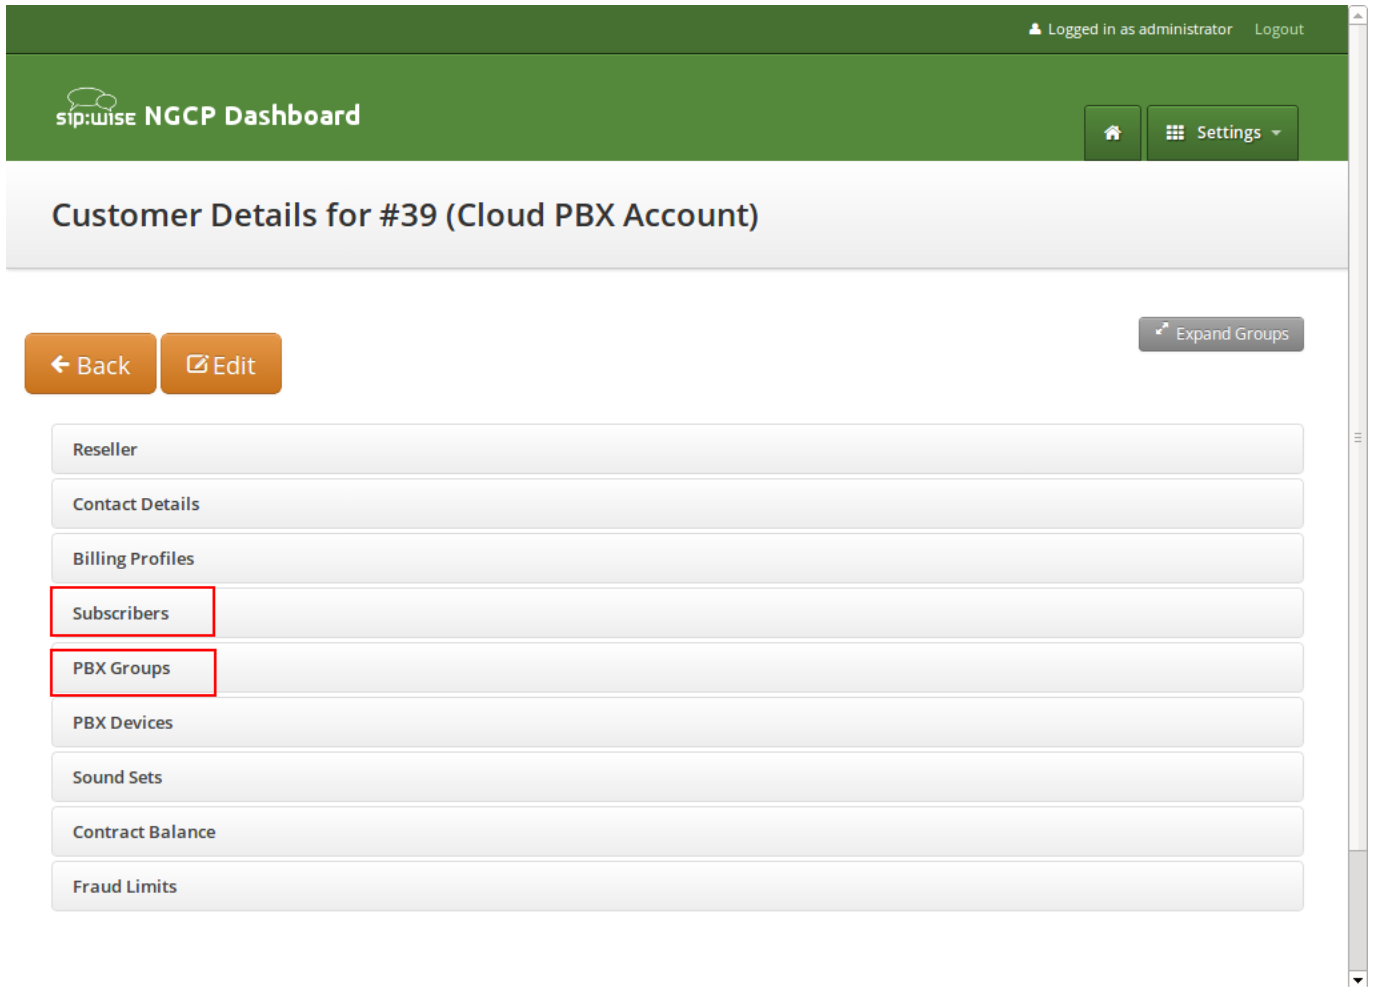 Logged in as administrator Logout
sip:wise NGCP Dashboard
Settings
Customer Details for #39 (Cloud PBX Account)
Expand Groups
Back Edit
Reseller
Contact Details
Billing Profiles
Subscribers
PBX Groups
PBX Devices
Sound Sets
Contract Balance
Fraud Limits